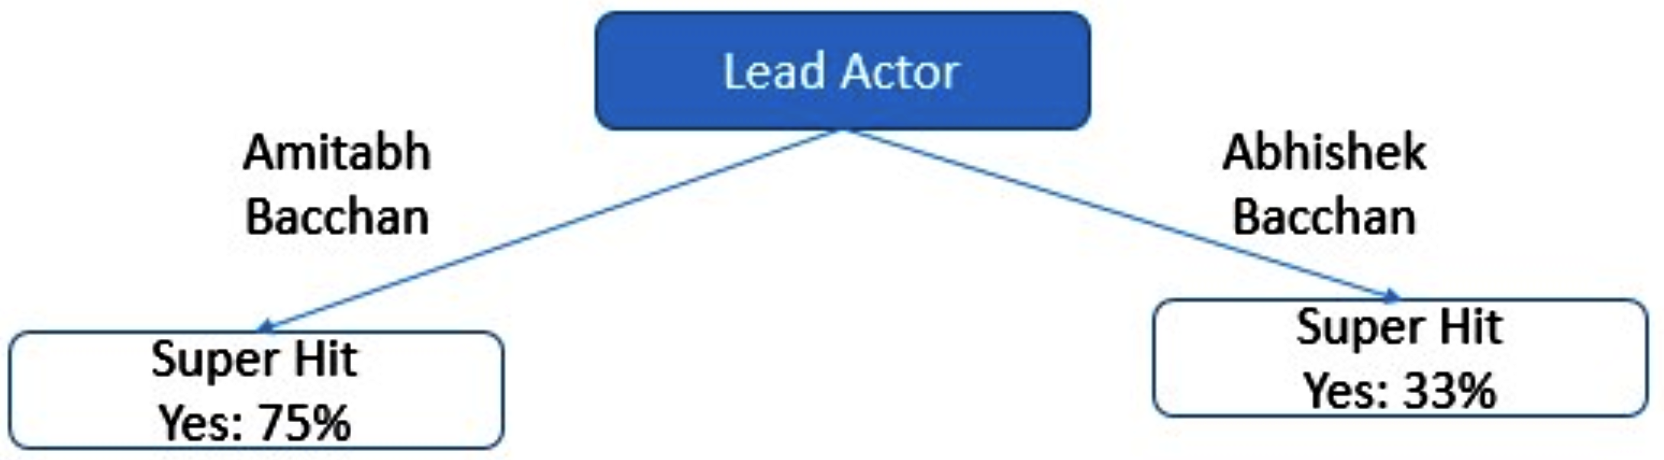 Lead Actor
Amitabh
Bacchan
Abhishek
Bacchan
Super Hit
Yes: 75%
Super Hit
Yes: 33%